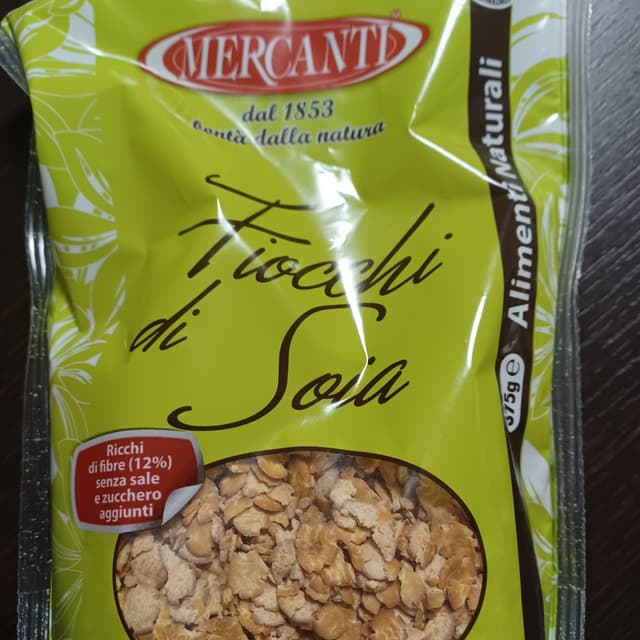 MERCANTI
dal 1853
bontà dalla natura
Fiocchi
di Soia
Ricchi
di fibre (12%)
senza sale
e zucchero
aggiunti
Alimenti Naturali
375g e